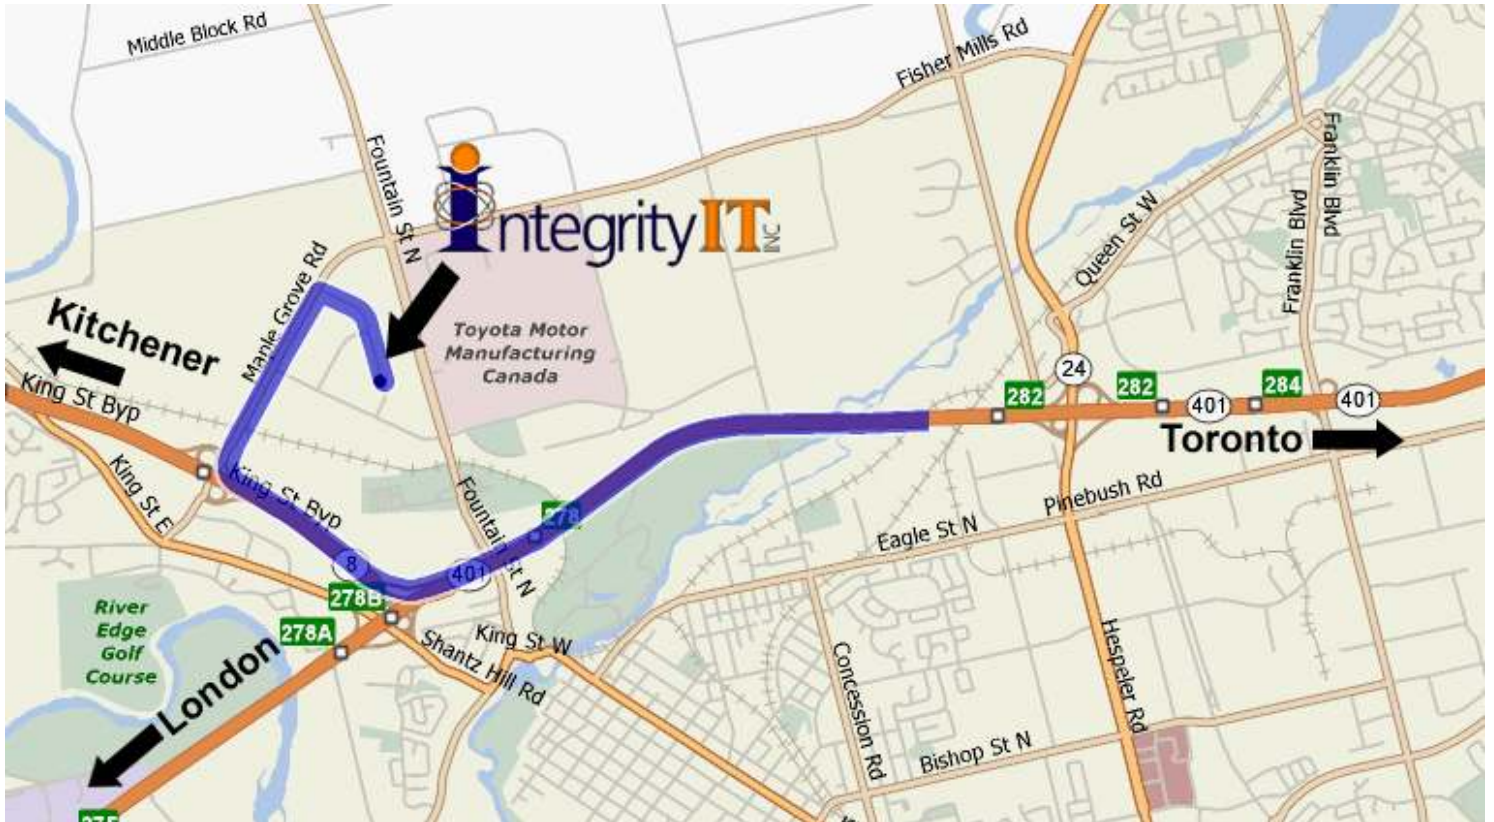 Middle Block Rd
Fisher Mills Rd
Fountain St N
Franklin Blvd
Integrity IT INC
Queen St W
Franklin Blvd
Maple Grove Rd
Kitchener
Toyota Motor
Manufacturing
Canada
King St Byp
24
282
282
401
284
401
Toronto
King St E
King St Byp
Fountain St N
278
Pinebush Rd
Eagle St N
8
401
278B
River
Edge
Golf
Course
278A
King St W
Shantz Hill Rd
London
Hespeler Rd
Concession Rd
Bishop St N